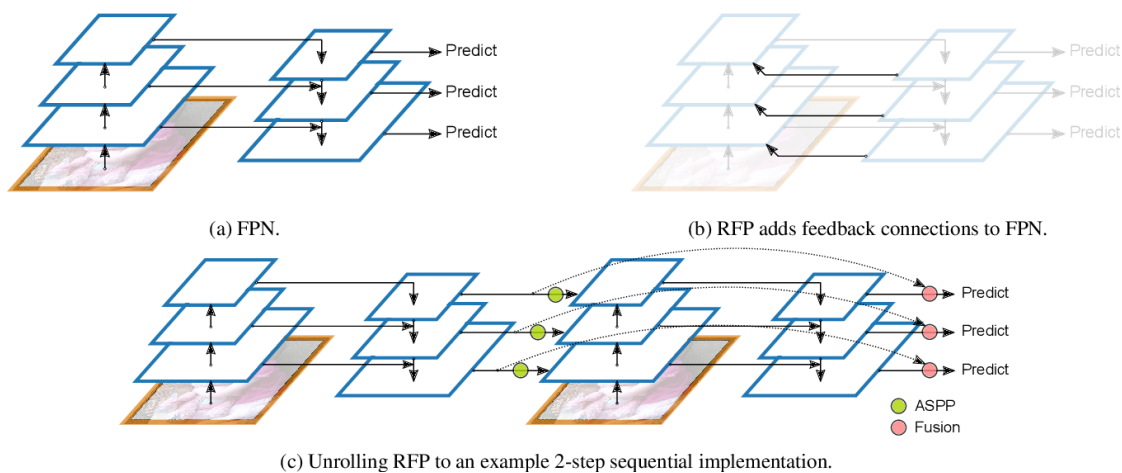 Predict
Predict
Predict
Predict
Predict
Predict
(a) FPN.
(b) RFP adds feedback connections to FPN.
Predict
Predict
Predict
ASPP
Fusion
(c) Unrolling RFP to an example 2-step sequential implementation.